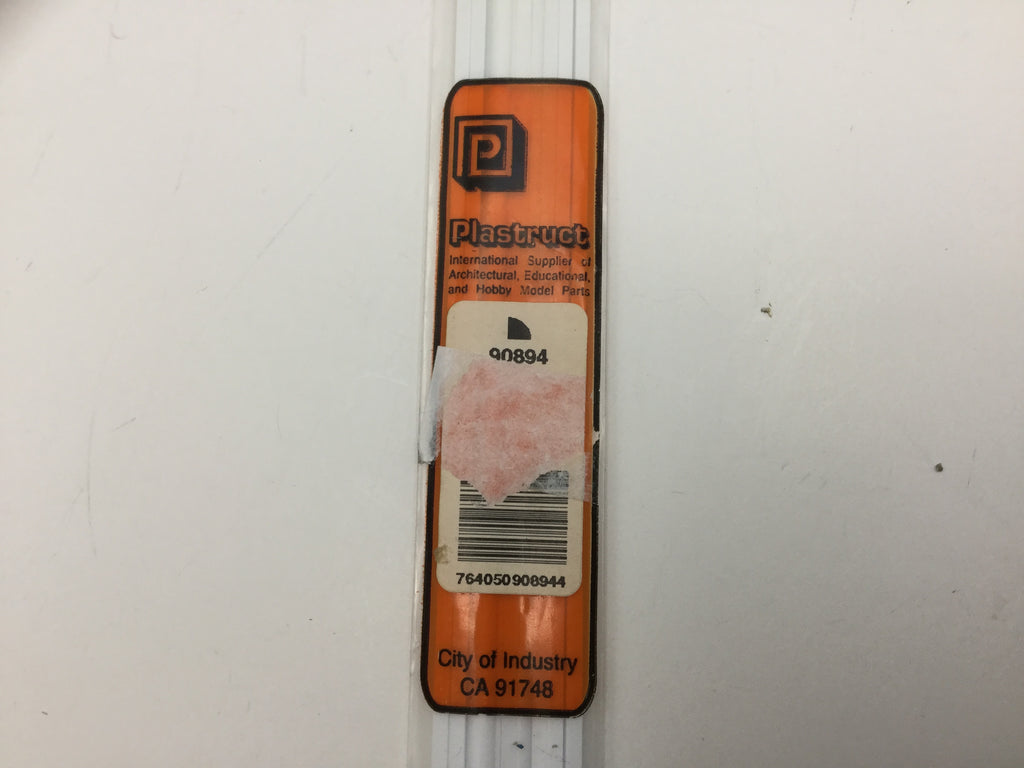 P
Plastruct
International Supplier of
Architectural, Educational,
and Hobby Model Parts
90894
764050908944
City of Industry
CA 91748